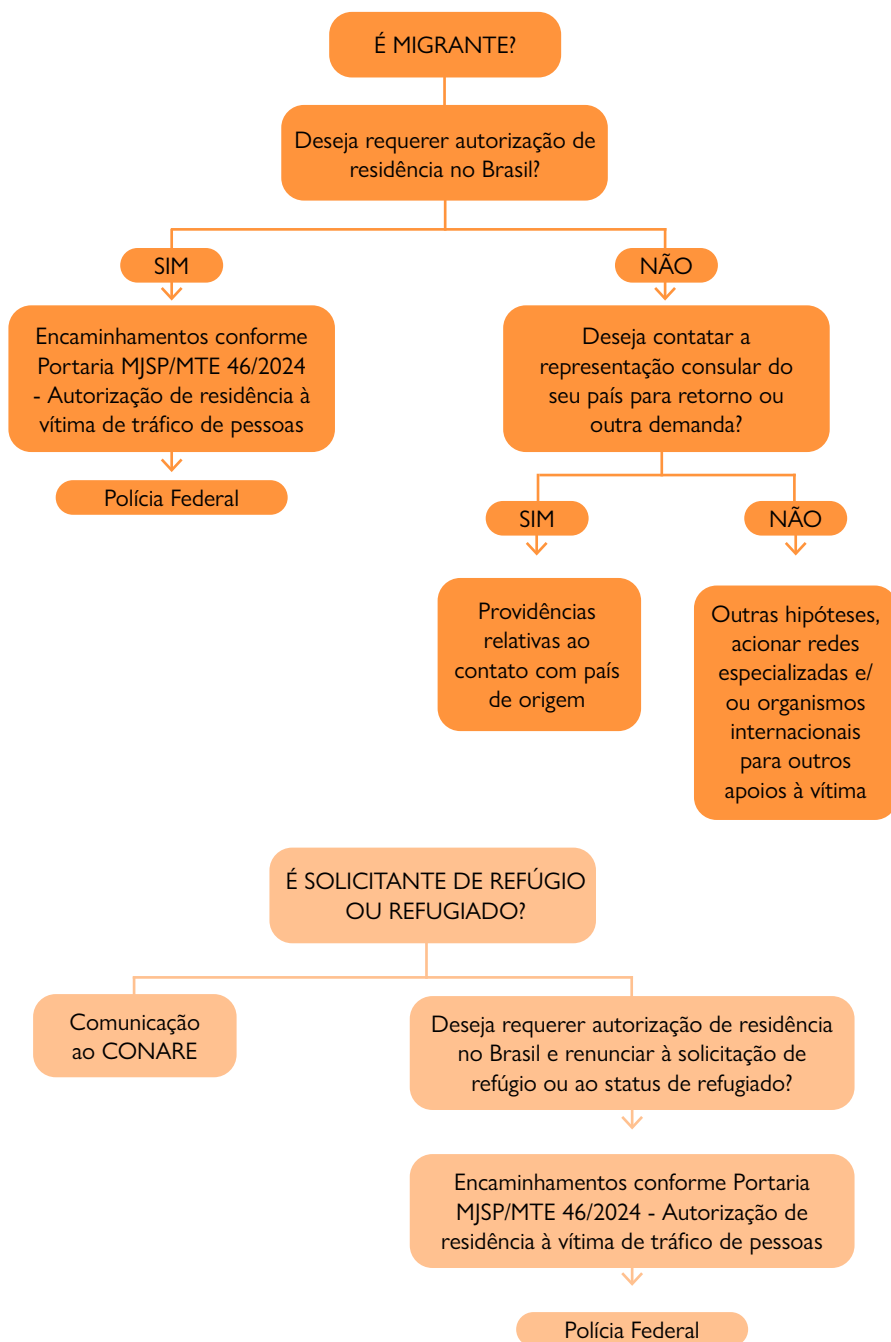 É MIGRANTE?
Deseja requerer autorização de
residência no Brasil?
SIM
NÃO
Encaminhamentos conforme
Portaria MJSP/MTE 46/2024
- Autorização de residência à
vítima de tráfico de pessoas
Deseja contatar a
representação consular do
seu país para retorno ou
outra demanda?
Polícia Federal
SIM
NÃO
Providências
relativas ao
contato com país
de origem
Outras hipóteses,
acionar redes
especializadas e/
ou organismos
internacionais
para outros
apoios à vítima
É SOLICITANTE DE REFÚGIO
OU REFUGIADO?
Comunicação
ao CONARE
Deseja requerer autorização de residência
no Brasil e renunciar à solicitação de
refúgio ou ao status de refugiado?
Encaminhamentos conforme Portaria
MJSP/MTE 46/2024 - Autorização de
residência à vítima de tráfico de pessoas
Polícia Federal